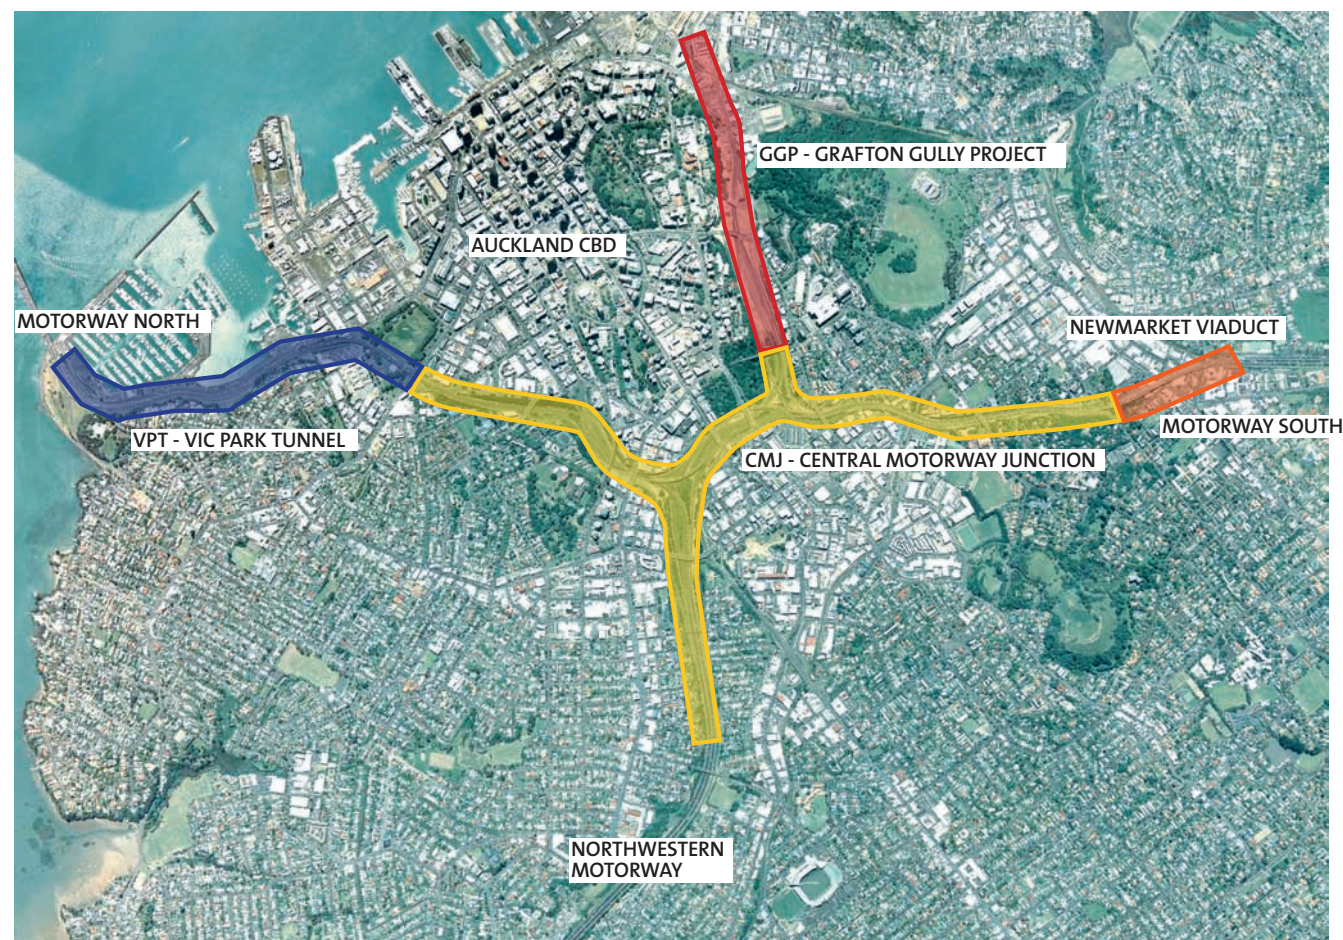 GGP - GRAFTON GULLY PROJECT
AUCKLAND CBD
MOTORWAY NORTH
NEWMARKET VIADUCT
VPT - VIC PARK TUNNEL
MOTORWAY SOUTH
CMJ - CENTRAL MOTORWAY JUNCTION
NORTHWESTERN
MOTORWAY